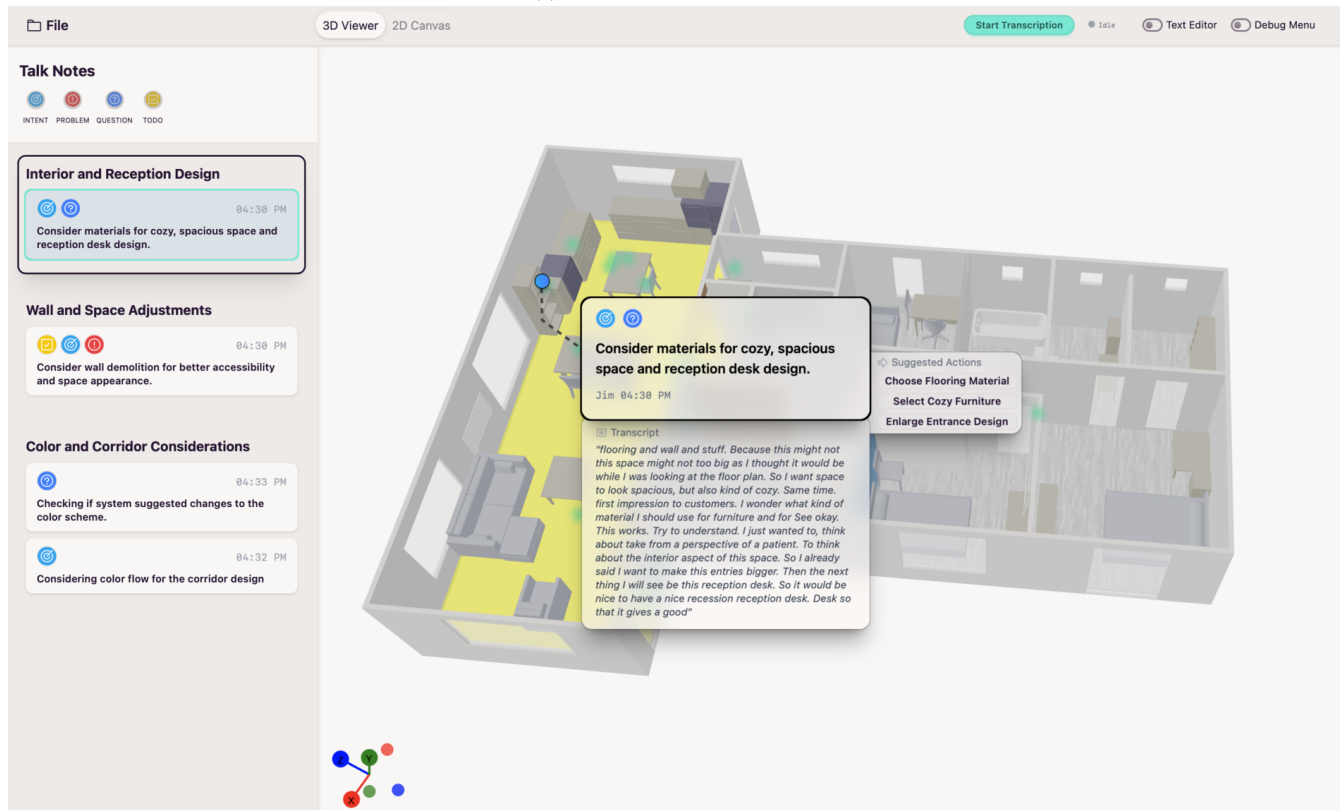 File
3D Viewer 2D Canvas
Start Transcription
Idle
Text Editor
Debug Menu
Talk Notes
INTENT PROBLEM QUESTION TODO
Interior and Reception Design
04:30 PM
Consider materials for cozy, spacious space and
reception desk design.
Wall and Space Adjustments
04:30 PM
Consider wall demolition for better accessibility
and space appearance.
Color and Corridor Considerations
04:33 PM
Checking if system suggested changes to the
color scheme.
04:32 PM
Considering color flow for the corridor design
Consider materials for cozy, spacious
space and reception desk design.
Jim 04:30 PM
Suggested Actions
Choose Flooring Material
Select Cozy Furniture
Enlarge Entrance Design
Transcript
"flooring and wall and stuff. Because this might not
this space might not too big as I thought it would be
while I was looking at the floor plan. So I want space
to look spacious, but also kind of cozy. Same time.
first impression to customers. I wonder what kind of
material I should use for furniture and for See okay.
This works. Try to understand. I just wanted to, think
about take from a perspective of a patient. To think
about the interior aspect of this space. So I already
said I want to make this entries bigger. Then the next
thing I will see be this reception desk. So it would be
nice to have a nice recession reception desk. Desk so
that it gives a good"
Z
Y
X